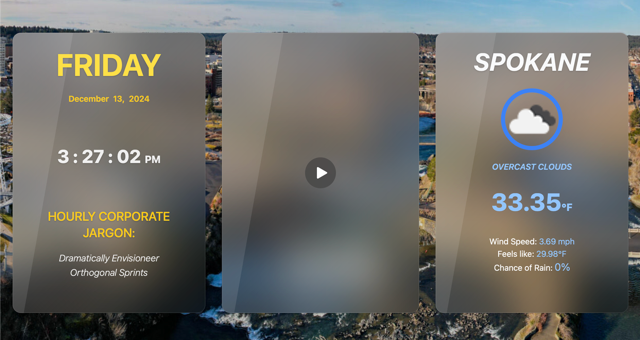 FRIDAY
December 13, 2024
3 : 27 : 02 PM
HOURLY CORPORATE
JARGON:
Dramatically Envisioneer
Orthogonal Sprints
SPOKANE
OVERCAST CLOUDS
33.35°F
Wind Speed: 3.69 mph
Feels like: 29.98°F
Chance of Rain: 0%